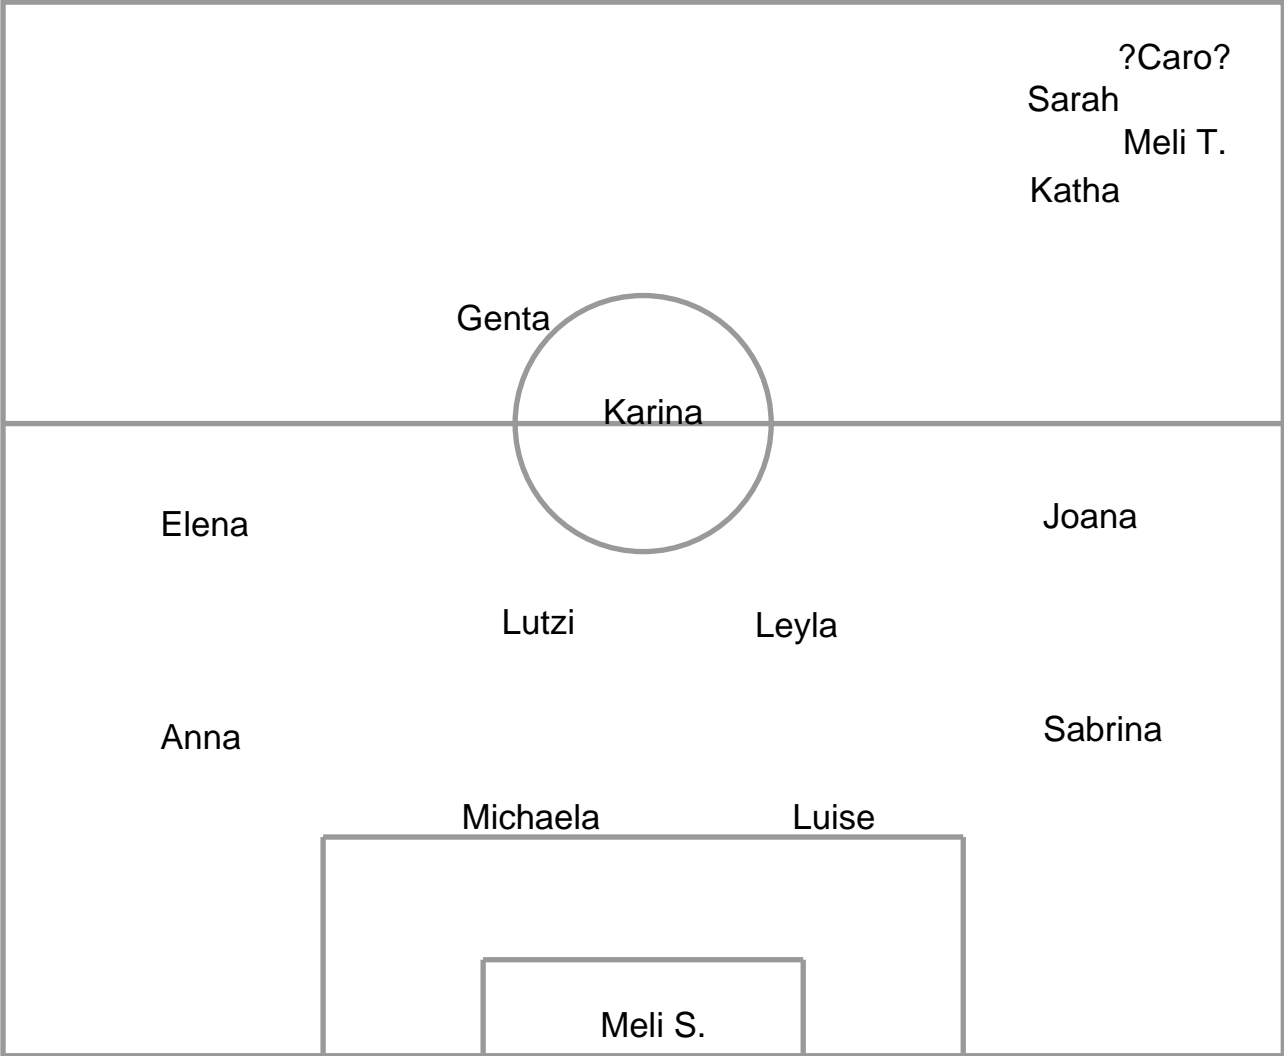 ?Caro?
Sarah
Meli T.
Katha
Genta
Karina
Elena
Joana
Lutzi
Leyla
Anna
Sabrina
Michaela
Luise
Meli S.